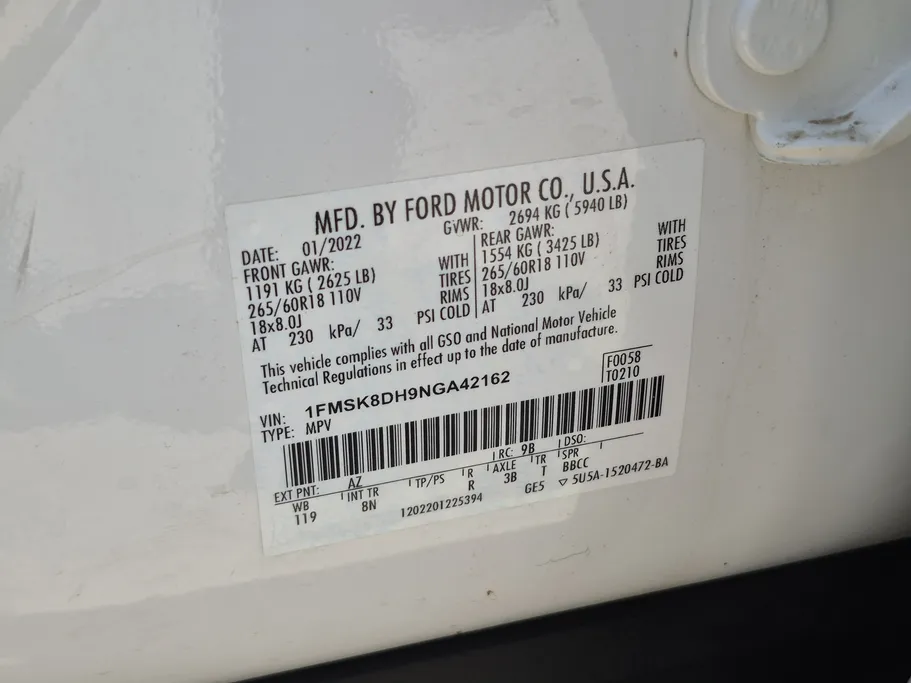 MFD. BY FORD MOTOR CO., U.S.A.
DATE: 01/2022 GVWR: 2694 KG ( 5940 LB)
FRONT GAWR: WITH REAR GAWR: WITH
1191 KG ( 2625 LB) TIRES 1554 KG ( 3425 LB) TIRES
265/60R18 110V RIMS 265/60R18 110V RIMS
18x8.0J PSI COLD 18x8.0J PSI COLD
AT 230 kPa/ 33 AT 230 kPa/ 33
This vehicle complies with all GSO and National Motor Vehicle
Technical Regulations in effect up to the date of manufacture.
VIN: 1FMSK8DH9NGA42162 F0058
TYPE: MPV T0210
EXT PNT: AZ RC: 9B DSO:
WB INT TR TP/PS R AXLE TR SPR
119 8N R 3B T BBCC
1202201225394 GE5 ▽ 5U5A-1520472-BA